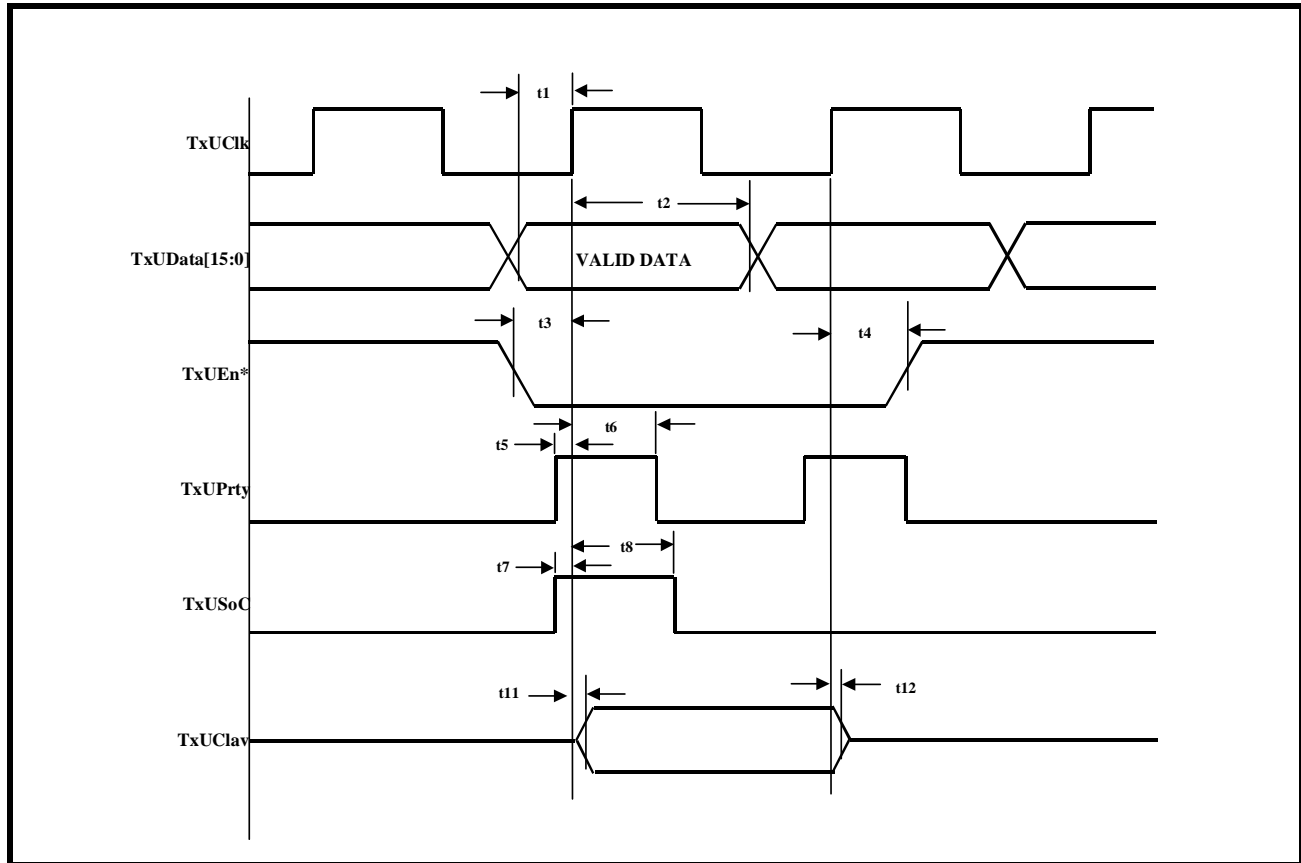 t1
TxUClk
t2
TxUData[15:0]
VALID DATA
t3
t4
TxUEn*
t6
t5
TxUPrty
t8
t7
TxUSoC
t11
t12
TxUClav